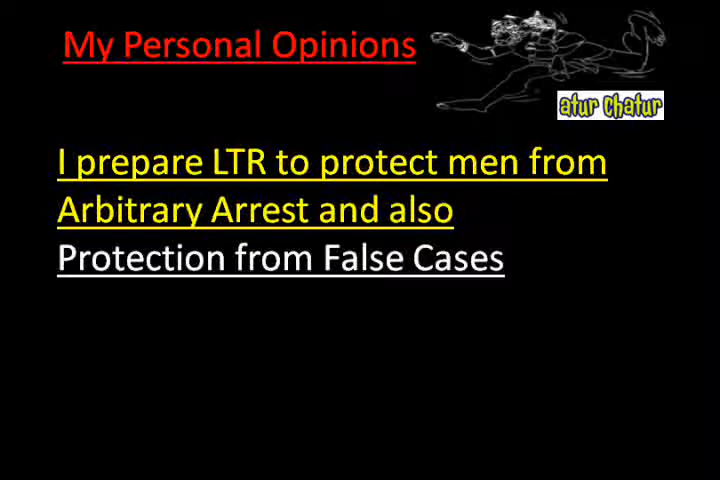 My Personal Opinions
atur chatur
I prepare LTR to protect men from
Arbitrary Arrest and also
Protection from False Cases